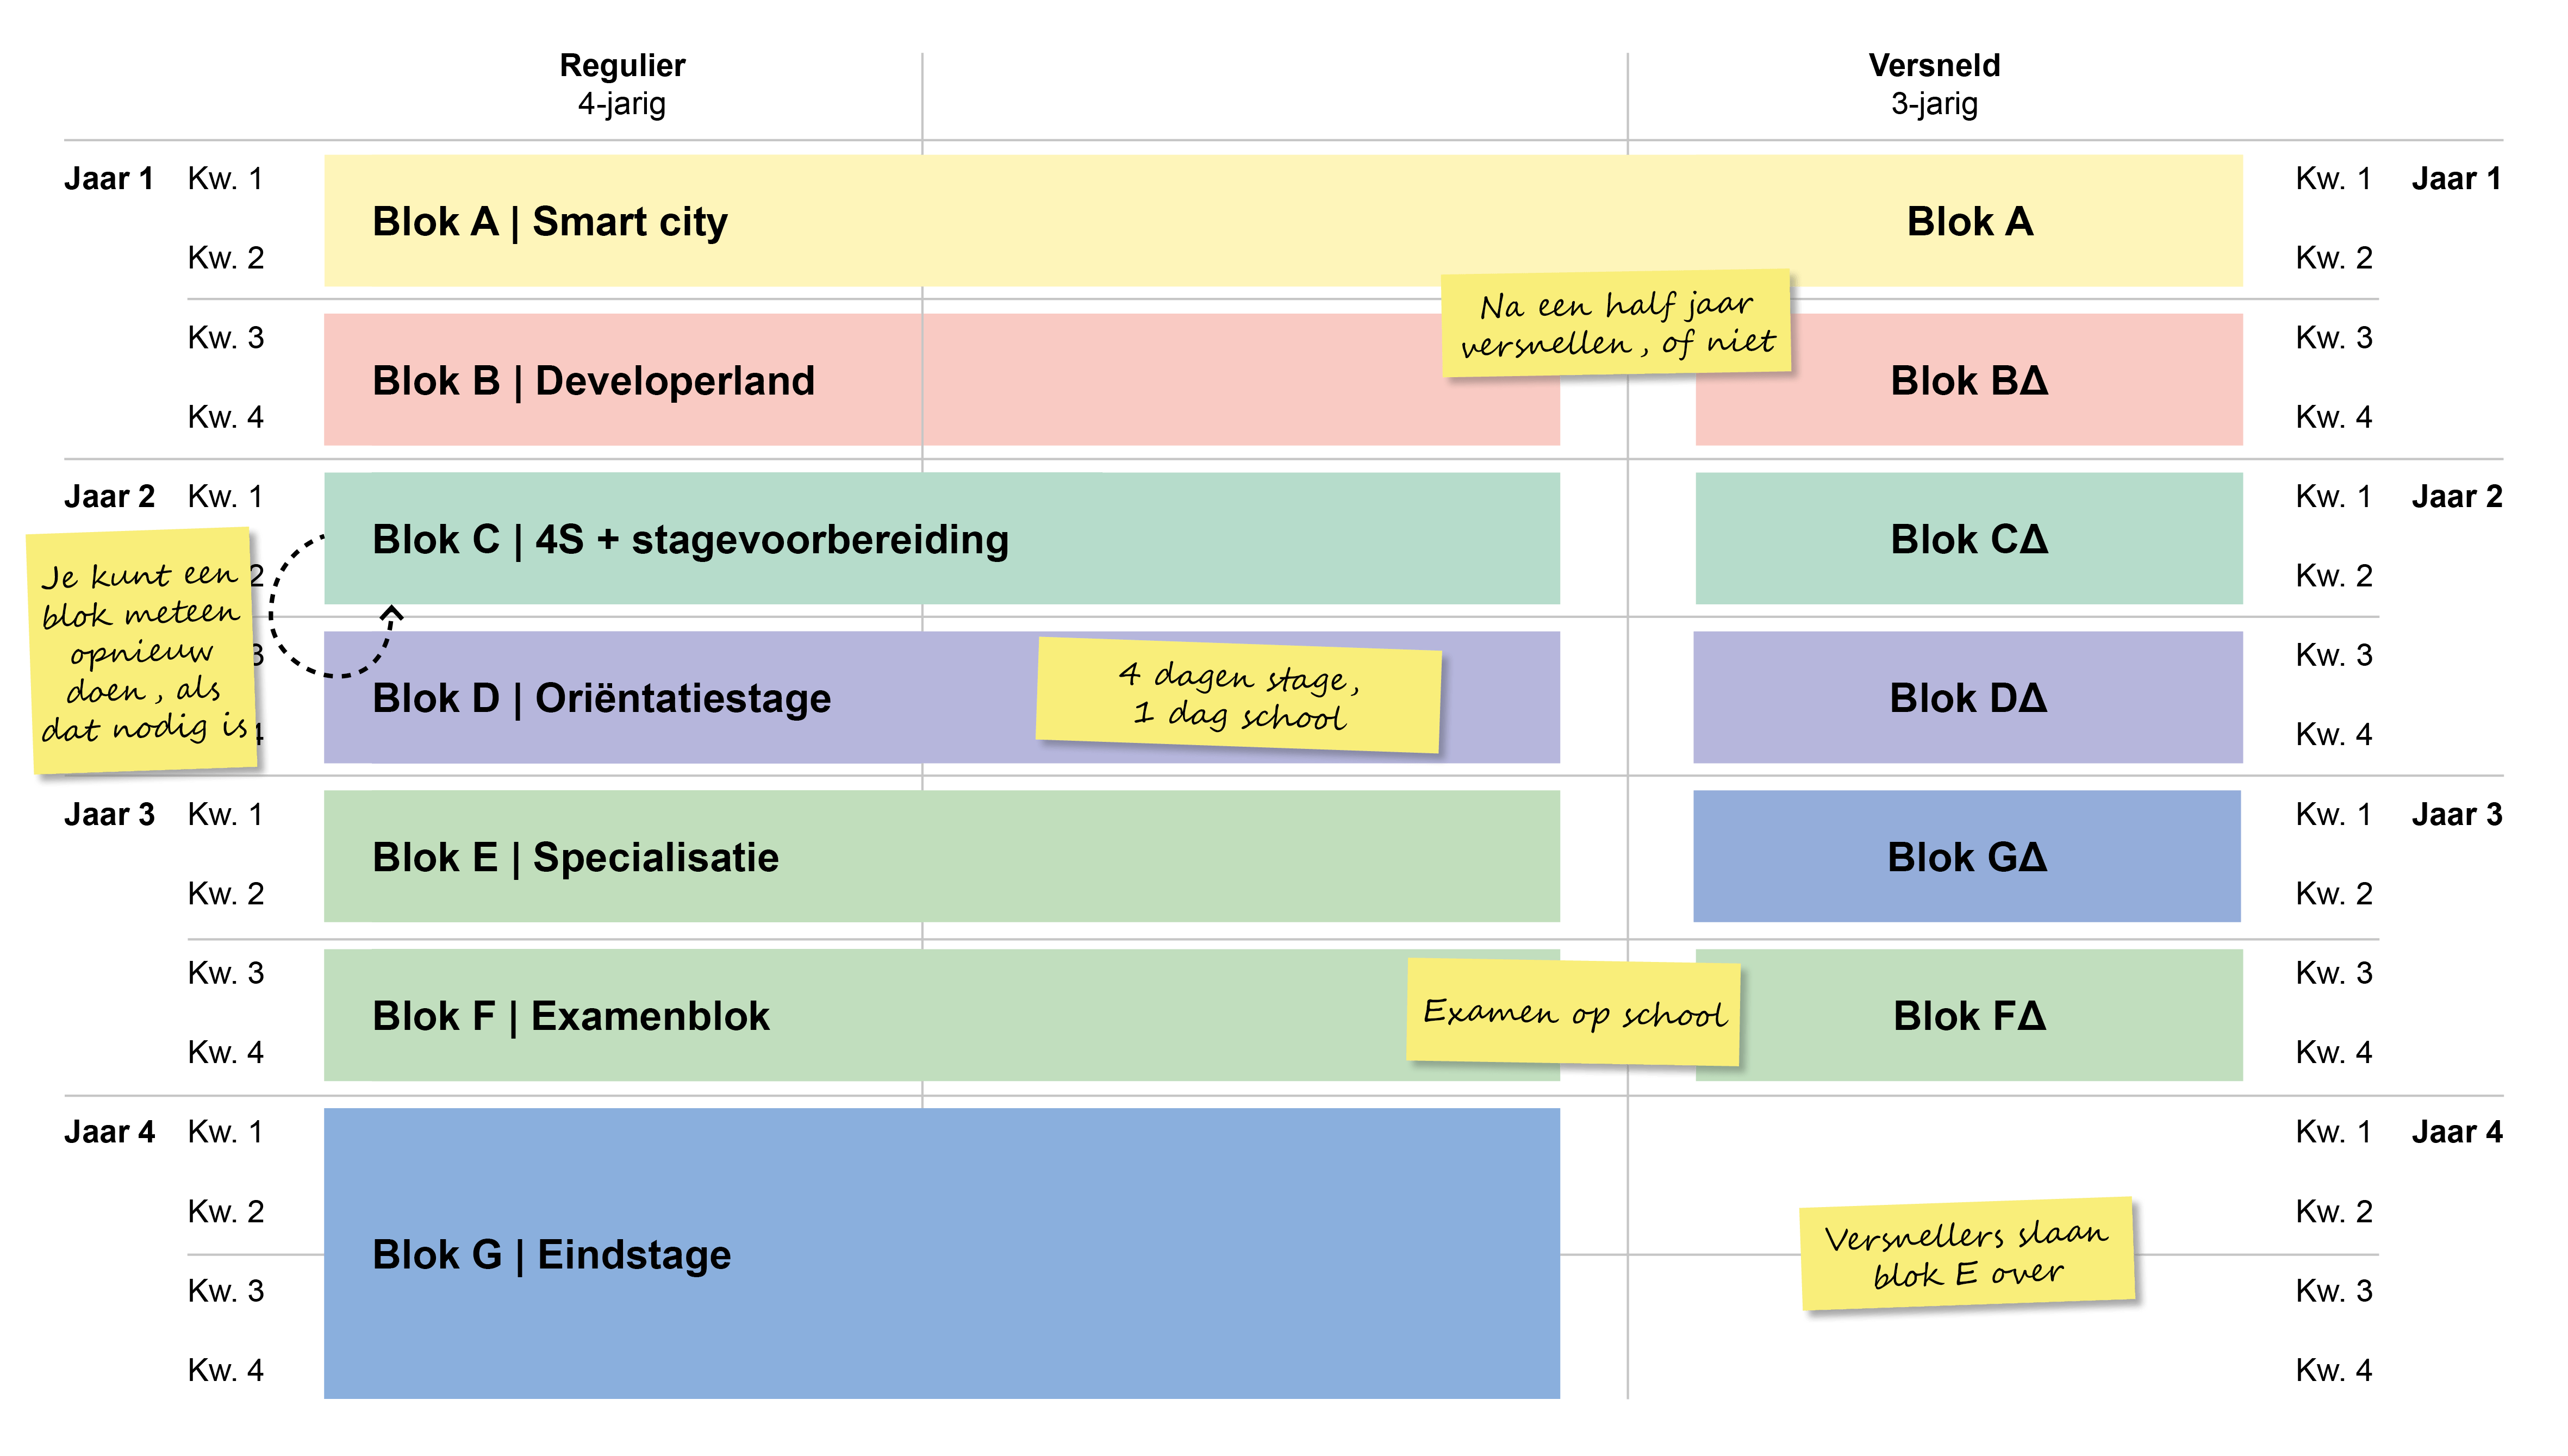 Regulier
4-jarig
Versneld
3-jarig
Jaar 1 Kw. 1
Kw. 2
Blok A | Smart city
Blok A
Kw. 1 Jaar 1
Kw. 2
Na een half jaar
versnellen, of niet
Kw. 3
Kw. 4
Blok B | Developerland
Blok BΔ
Kw. 3
Kw. 4
Jaar 2 Kw. 1
2
Blok C | 4S + stagevoorbereiding
Blok CΔ
Kw. 1 Jaar 2
Kw. 2
Je kunt een
blok meteen
opnieuw
doen, als
dat nodig is
3
4
Blok D | Oriëntatiestage
4 dagen stage,
1 dag school
Blok DΔ
Kw. 3
Kw. 4
Jaar 3 Kw. 1
Kw. 2
Blok E | Specialisatie
Blok GΔ
Kw. 1 Jaar 3
Kw. 2
Kw. 3
Kw. 4
Blok F | Examenblok
Examen op school
Blok FΔ
Kw. 3
Kw. 4
Jaar 4 Kw. 1
Kw. 2
Kw. 3
Kw. 4
Blok G | Eindstage
Versnellers slaan
blok E over
Kw. 1 Jaar 4
Kw. 2
Kw. 3
Kw. 4